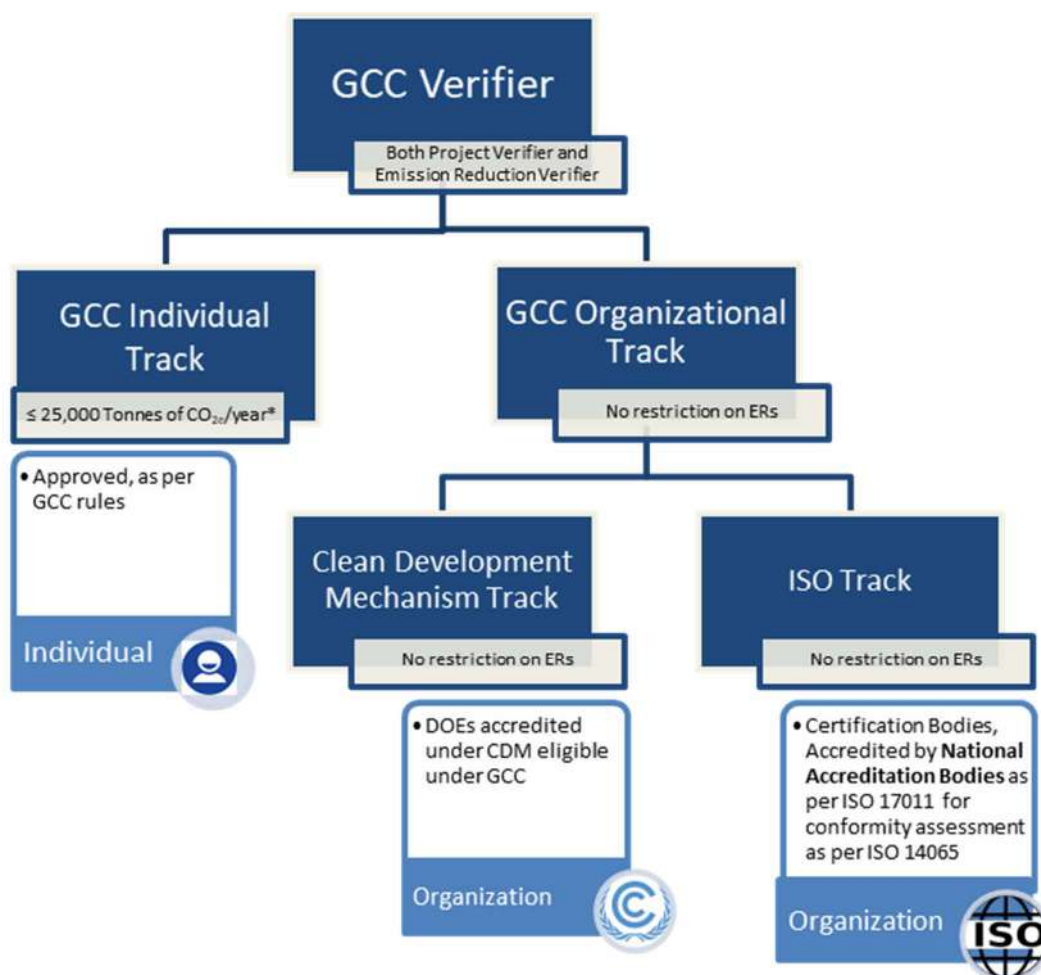 GCC Verifier
Both Project Verifier and
Emission Reduction Verifier
GCC Individual
Track
≤ 25,000 Tonnes of CO₂ₑ/year*
• Approved, as per
GCC rules
Individual
GCC Organizational
Track
No restriction on ERs
Clean Development
Mechanism Track
No restriction on ERs
• DOEs accredited
under CDM eligible
under GCC
Organization
ISO Track
No restriction on ERs
• Certification Bodies,
Accredited by National
Accreditation Bodies as
per ISO 17011 for
conformity assessment
as per ISO 14065
Organization
ISO